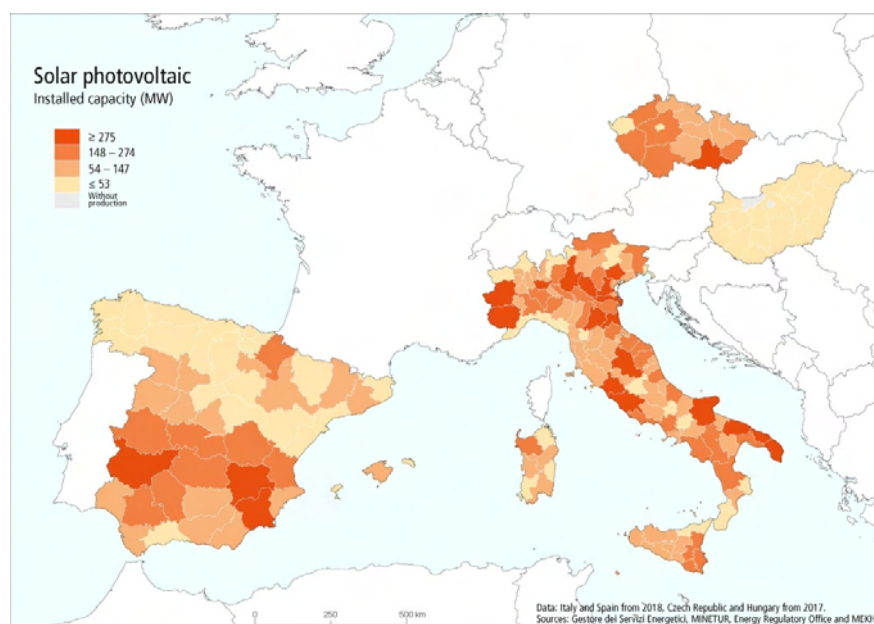 Solar photovoltaic
Installed capacity (MW)
≥ 275
148 – 274
54 – 147
≤ 53
Without
production
0 250 500 km
Data: Italy and Spain from 2018, Czech Republic and Hungary from 2017.
Sources: Gestore dei Servizi Energetici, MINETUR, Energy Regulatory Office and MEKH